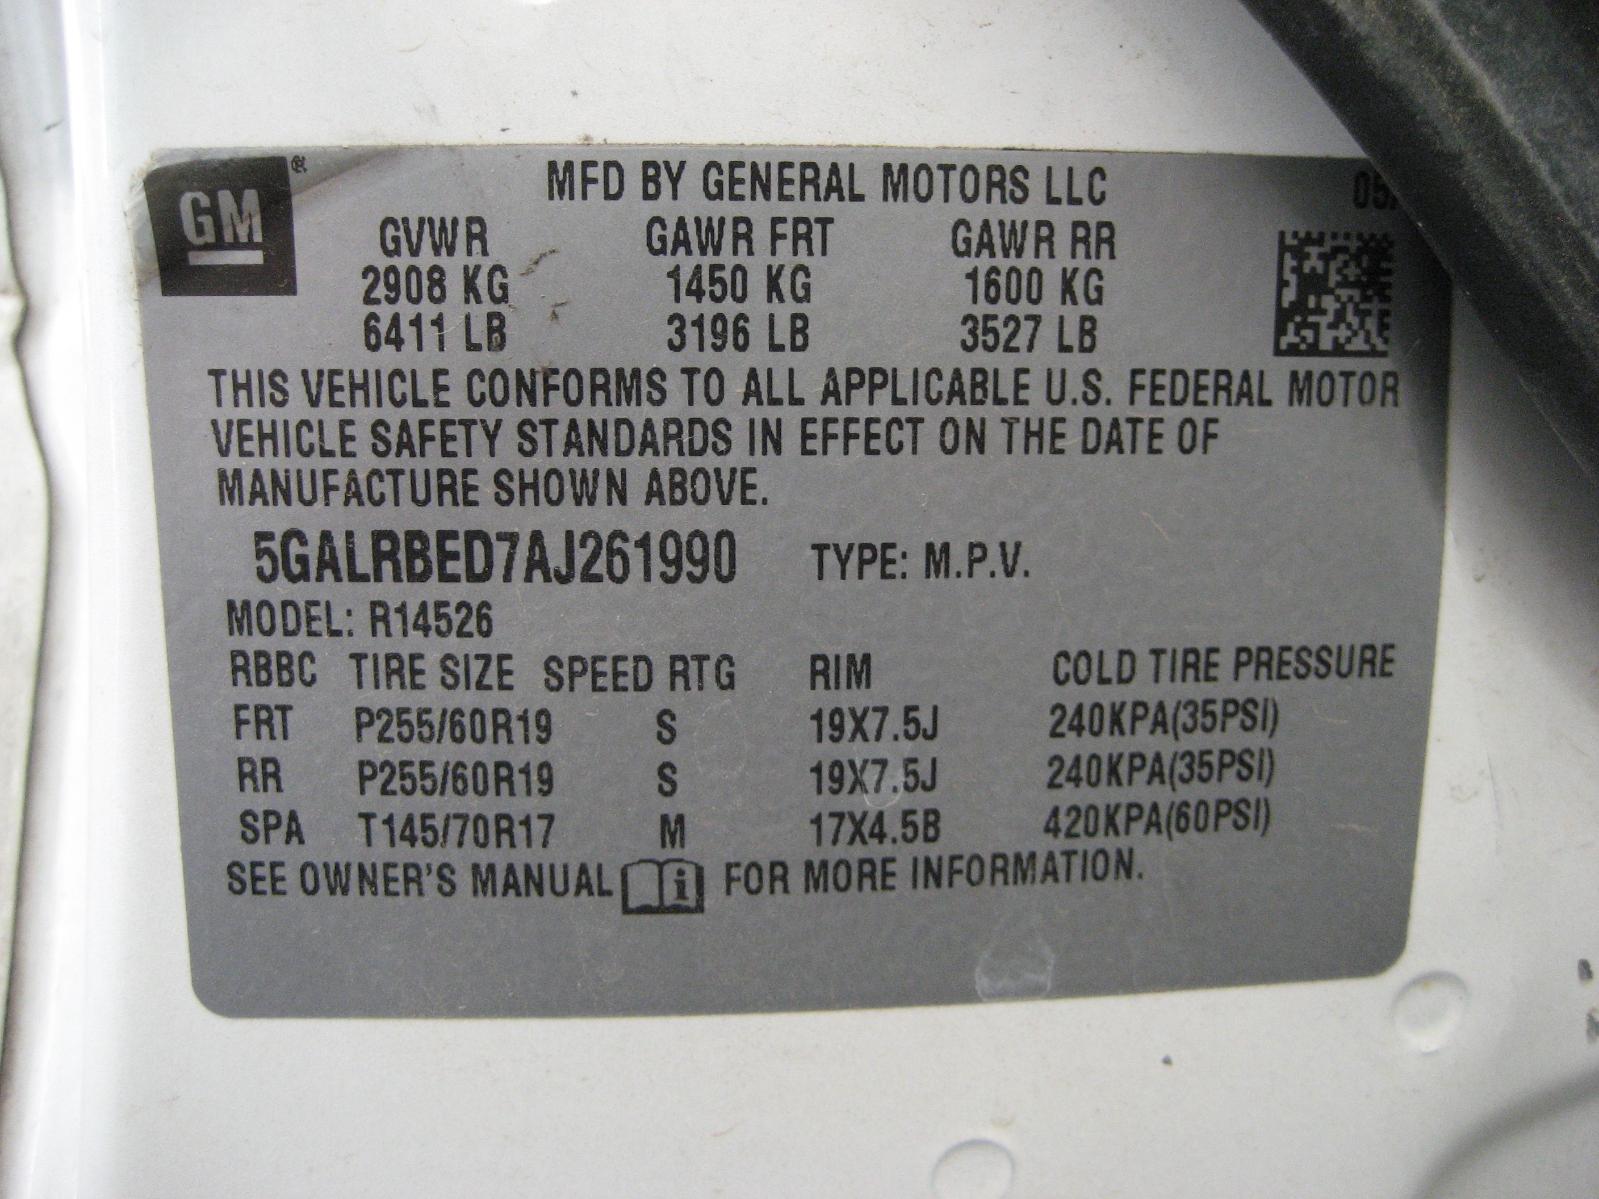 GM®
MFD BY GENERAL MOTORS LLC
GVWR GAWR FRT GAWR RR
2908 KG 1450 KG 1600 KG
6411 LB 3196 LB 3527 LB
THIS VEHICLE CONFORMS TO ALL APPLICABLE U.S. FEDERAL MOTOR
VEHICLE SAFETY STANDARDS IN EFFECT ON THE DATE OF
MANUFACTURE SHOWN ABOVE.
5GALRBED7AJ261990 TYPE: M.P.V.
MODEL: R14526
RBBC TIRE SIZE SPEED RTG RIM COLD TIRE PRESSURE
FRT P255/60R19 S 19X7.5J 240KPA(35PSI)
RR P255/60R19 S 19X7.5J 240KPA(35PSI)
SPA T145/70R17 M 17X4.5B 420KPA(60PSI)
SEE OWNER'S MANUAL i FOR MORE INFORMATION.